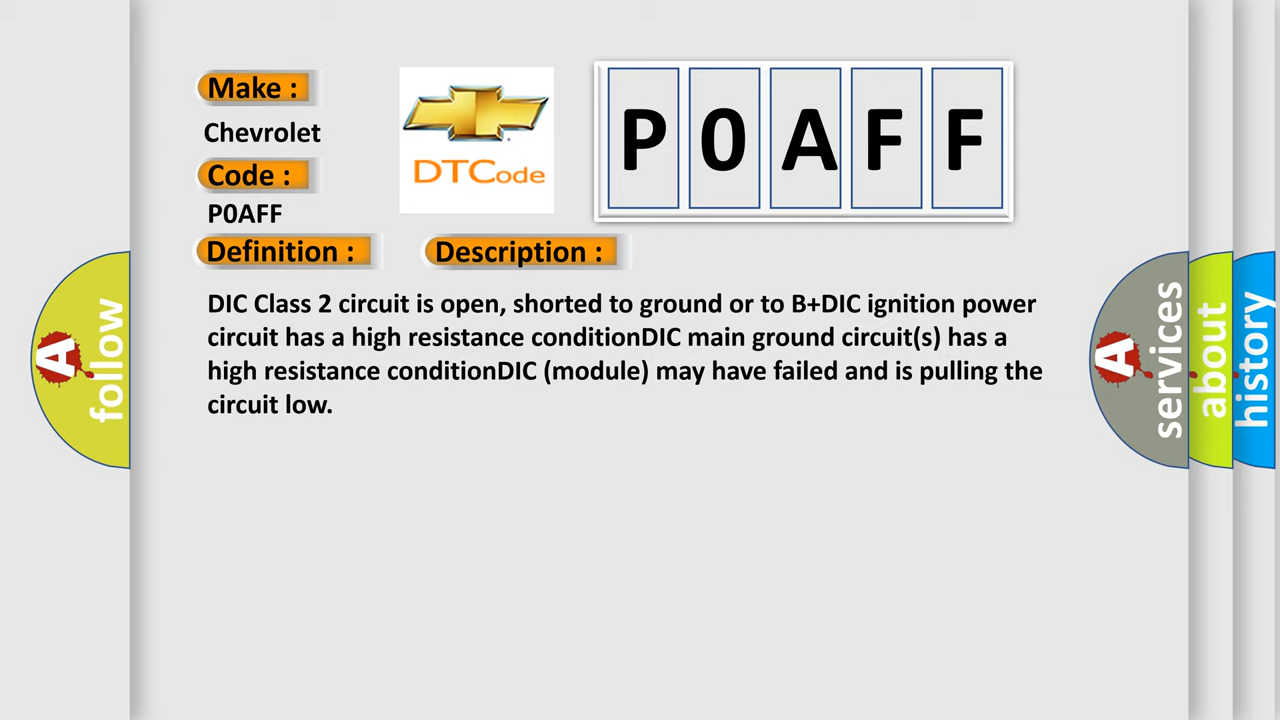 Make :
Chevrolet
Code :
P0AFF
Definition :
Description :
DTCode
P0AFF
DIC Class 2 circuit is open, shorted to ground or to B+DIC ignition power
circuit has a high resistance conditionDIC main ground circuit(s) has a
high resistance conditionDIC (module) may have failed and is pulling the
circuit low.
A follow
A services
about
history